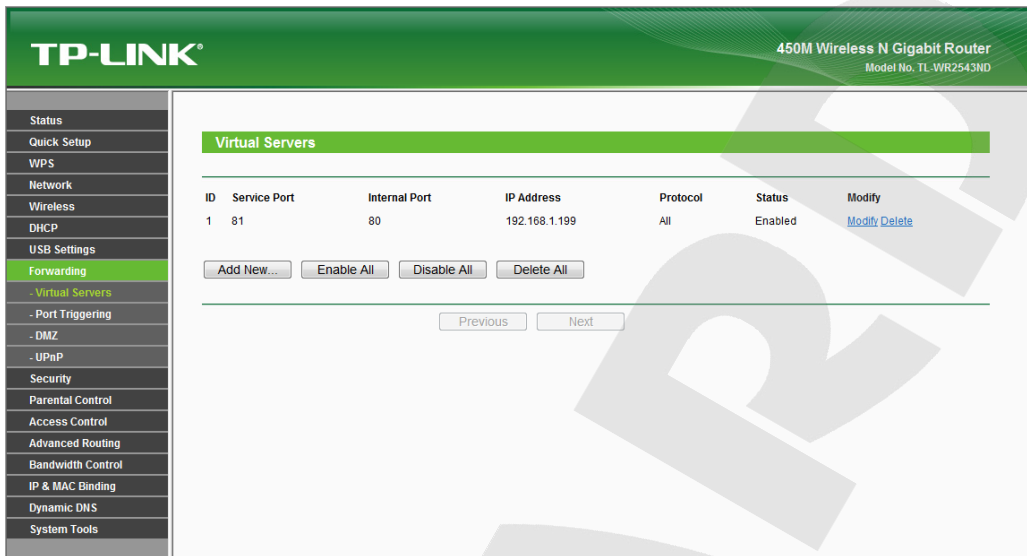 TP-LINK®
450M Wireless N Gigabit Router
Model No. TL-WR2543ND
Status
Quick Setup
WPS
Network
Wireless
DHCP
USB Settings
Forwarding
- Virtual Servers
- Port Triggering
- DMZ
- UPnP
Security
Parental Control
Access Control
Advanced Routing
Bandwidth Control
IP & MAC Binding
Dynamic DNS
System Tools
Virtual Servers
ID Service Port Internal Port IP Address Protocol Status Modify
1 81 80 192.168.1.199 All Enabled Modify Delete
Add New... Enable All Disable All Delete All
Previous Next